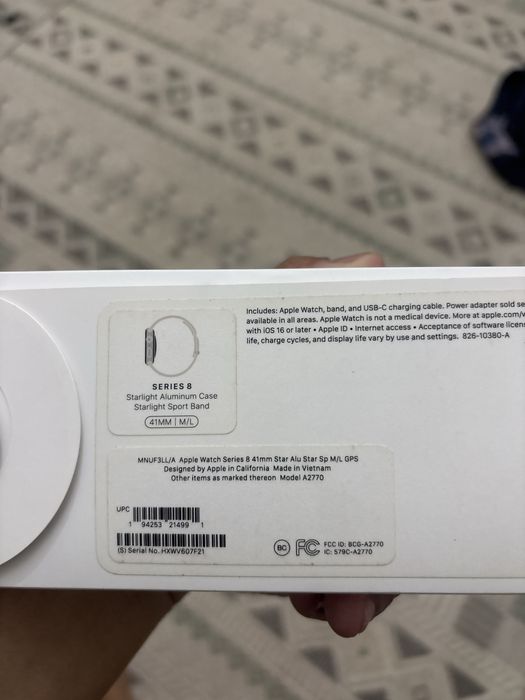 Includes: Apple Watch, band, and USB-C charging cable. Power adapter sold se
available in all areas. Apple Watch is not a medical device. More at apple.com/
with iOS 16 or later • Apple ID • Internet access • Acceptance of software licen
life, charge cycles, and display life vary by use and settings. 826-10380-A
SERIES 8
Starlight Aluminum Case
Starlight Sport Band
41MM | M/L
MNUF3LL/A Apple Watch Series 8 41mm Star Alu Star Sp M/L GPS
Designed by Apple in California Made in Vietnam
Other items as marked thereon Model A2770
UPC
1 94253 21499 1
(S) Serial No. HXWV607F21
BC FC FCC ID: BCG-A2770
IC: 579C-A2770